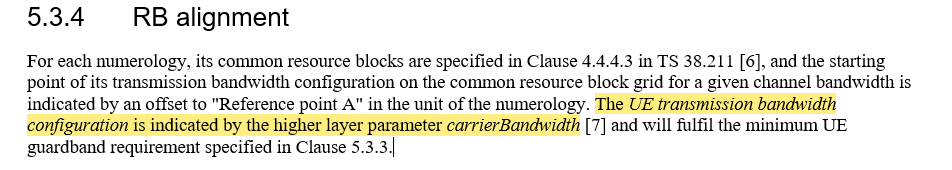 5.3.4 RB alignment
For each numerology, its common resource blocks are specified in Clause 4.4.4.3 in TS 38.211 [6], and the starting
point of its transmission bandwidth configuration on the common resource block grid for a given channel bandwidth is
indicated by an offset to "Reference point A" in the unit of the numerology. The UE transmission bandwidth
configuration is indicated by the higher layer parameter carrierBandwidth [7] and will fulfil the minimum UE
guardband requirement specified in Clause 5.3.3.